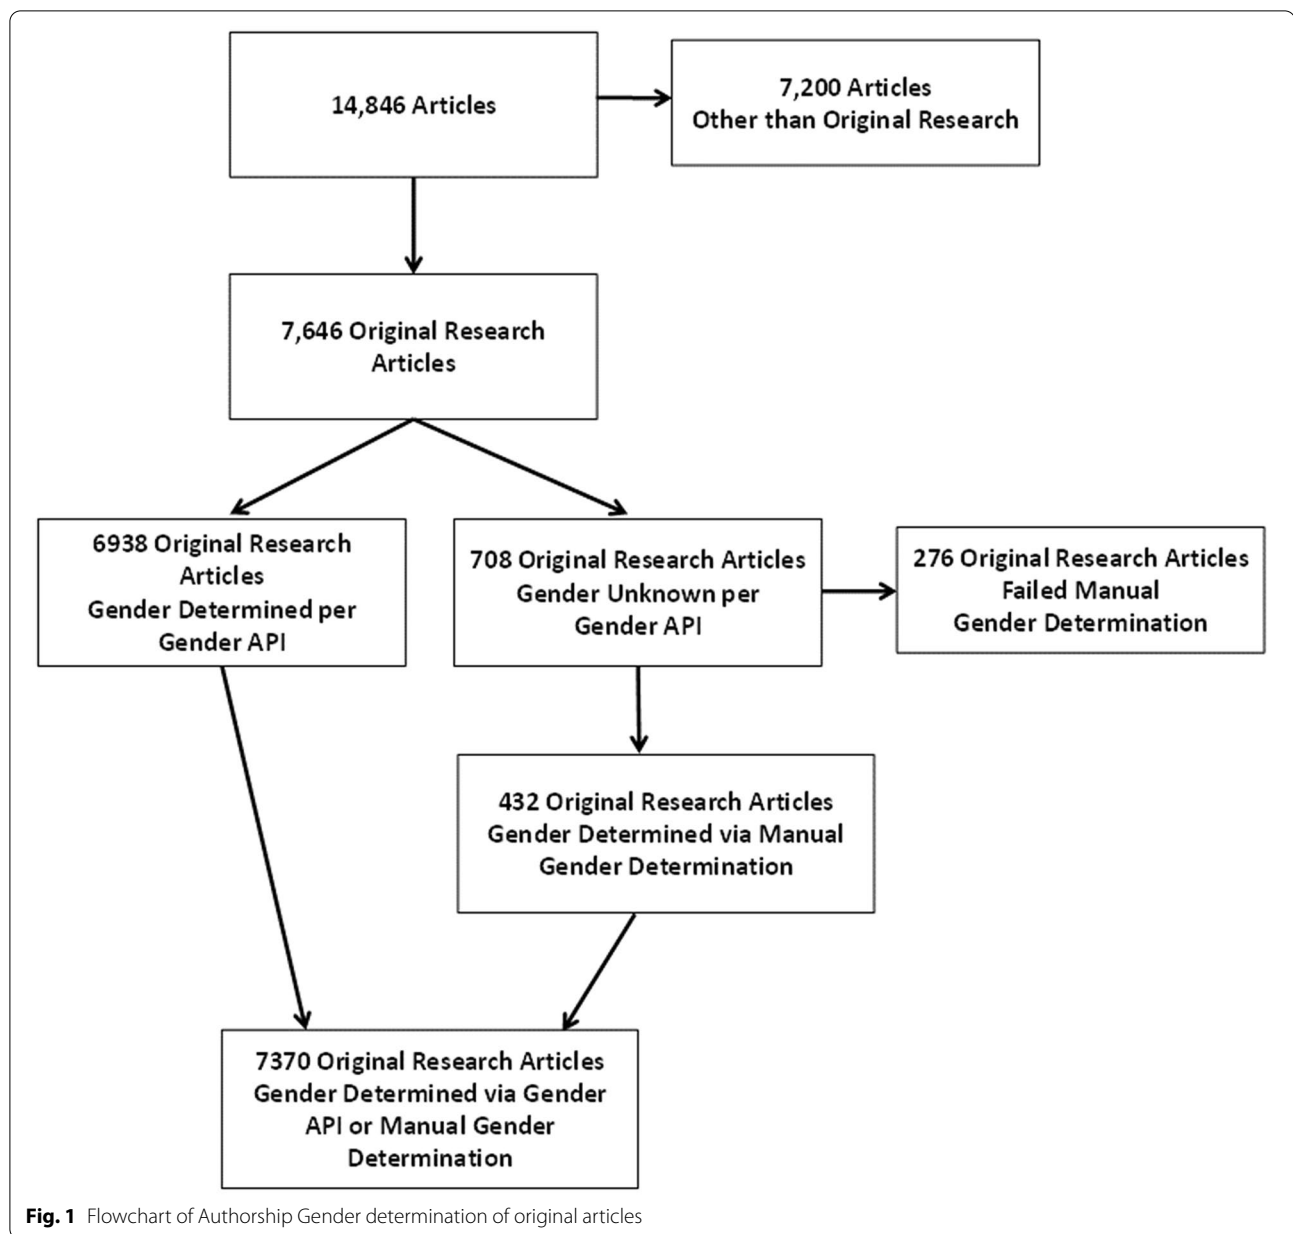 14,846 Articles
7,200 Articles
Other than Original Research
7,646 Original Research
Articles
6938 Original Research
Articles
Gender Determined per
Gender API
708 Original Research Articles
Gender Unknown per
Gender API
276 Original Research Articles
Failed Manual
Gender Determination
432 Original Research Articles
Gender Determined via Manual
Gender Determination
7370 Original Research Articles
Gender Determined via Gender
API or Manual Gender
Determination
Fig. 1 Flowchart of Authorship Gender determination of original articles